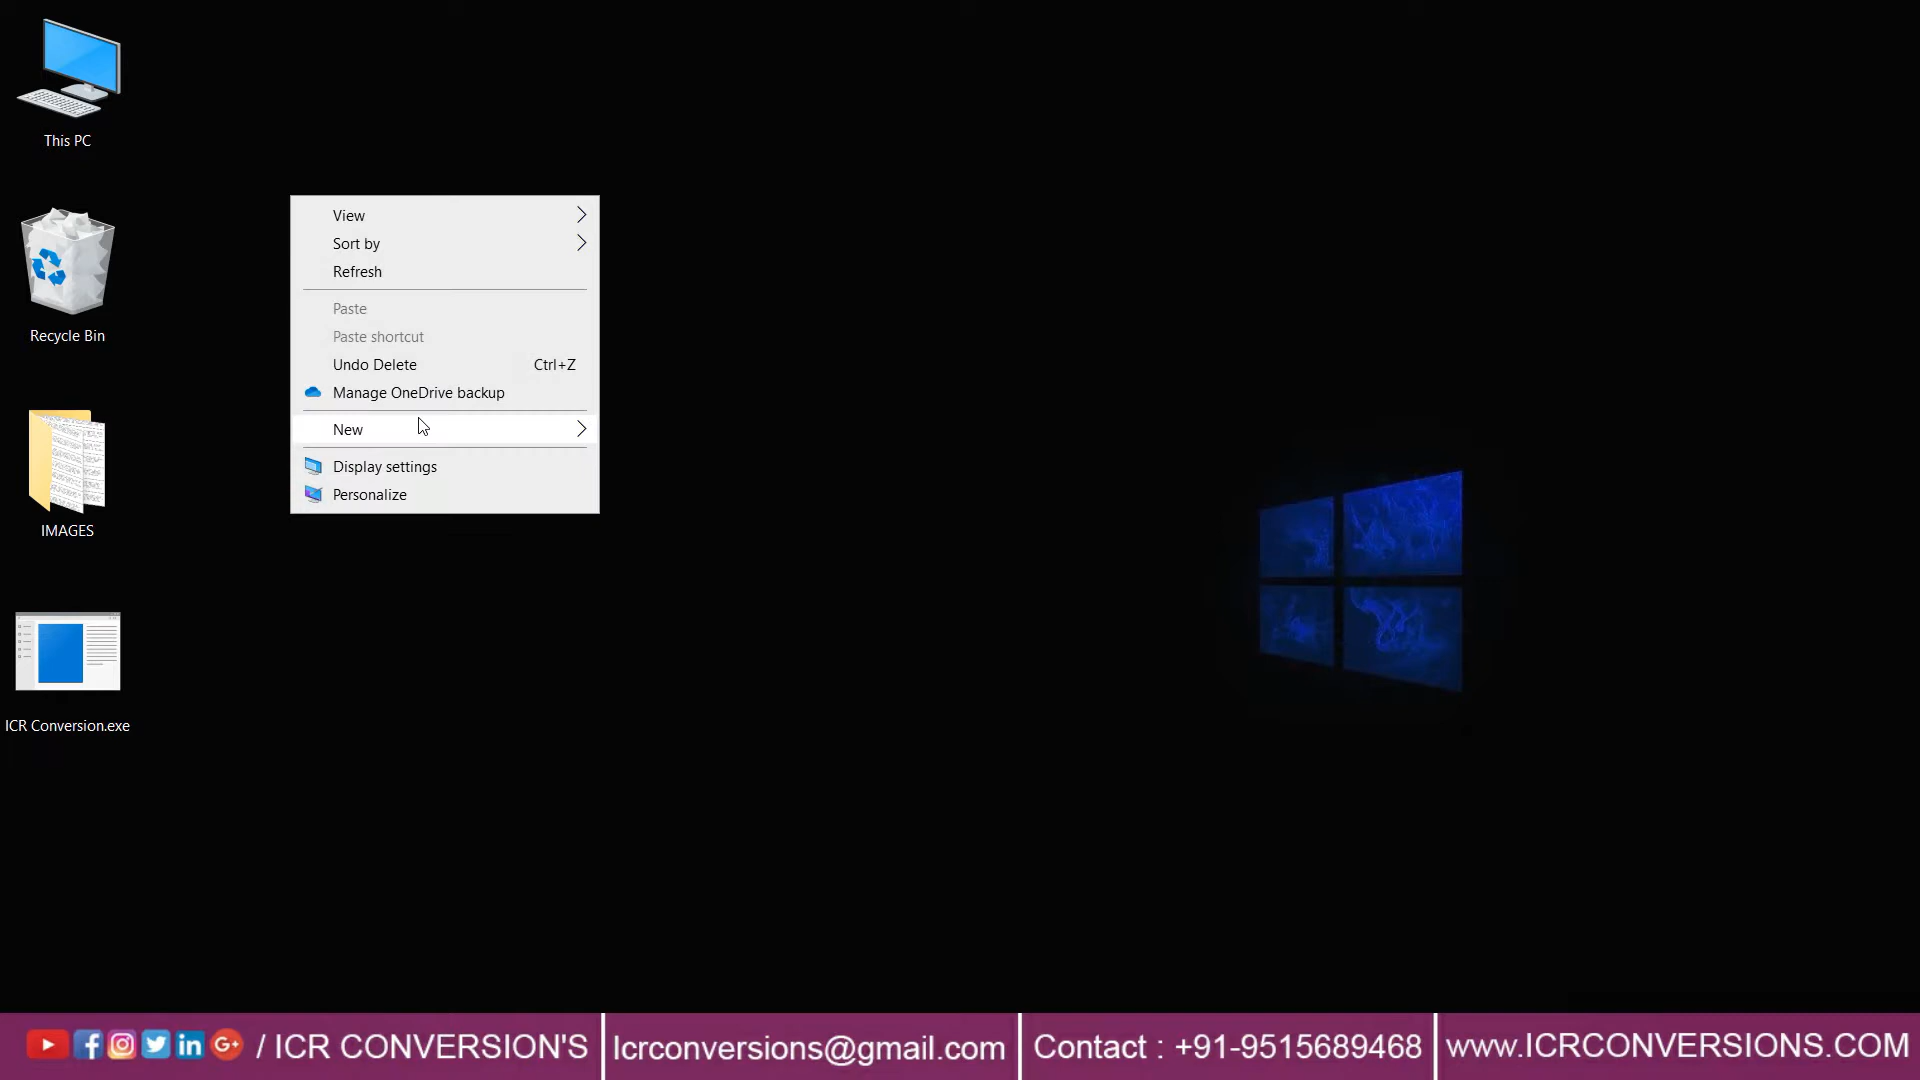 This PC
Recycle Bin
IMAGES
ICR Conversion.exe
View
Sort by
Refresh
Paste
Paste shortcut
Undo Delete Ctrl+Z
Manage OneDrive backup
New
Display settings
Personalize
/ ICR CONVERSION'S
Icrconversions@gmail.com
Contact : +91-9515689468
www.ICRCONVERSIONS.COM